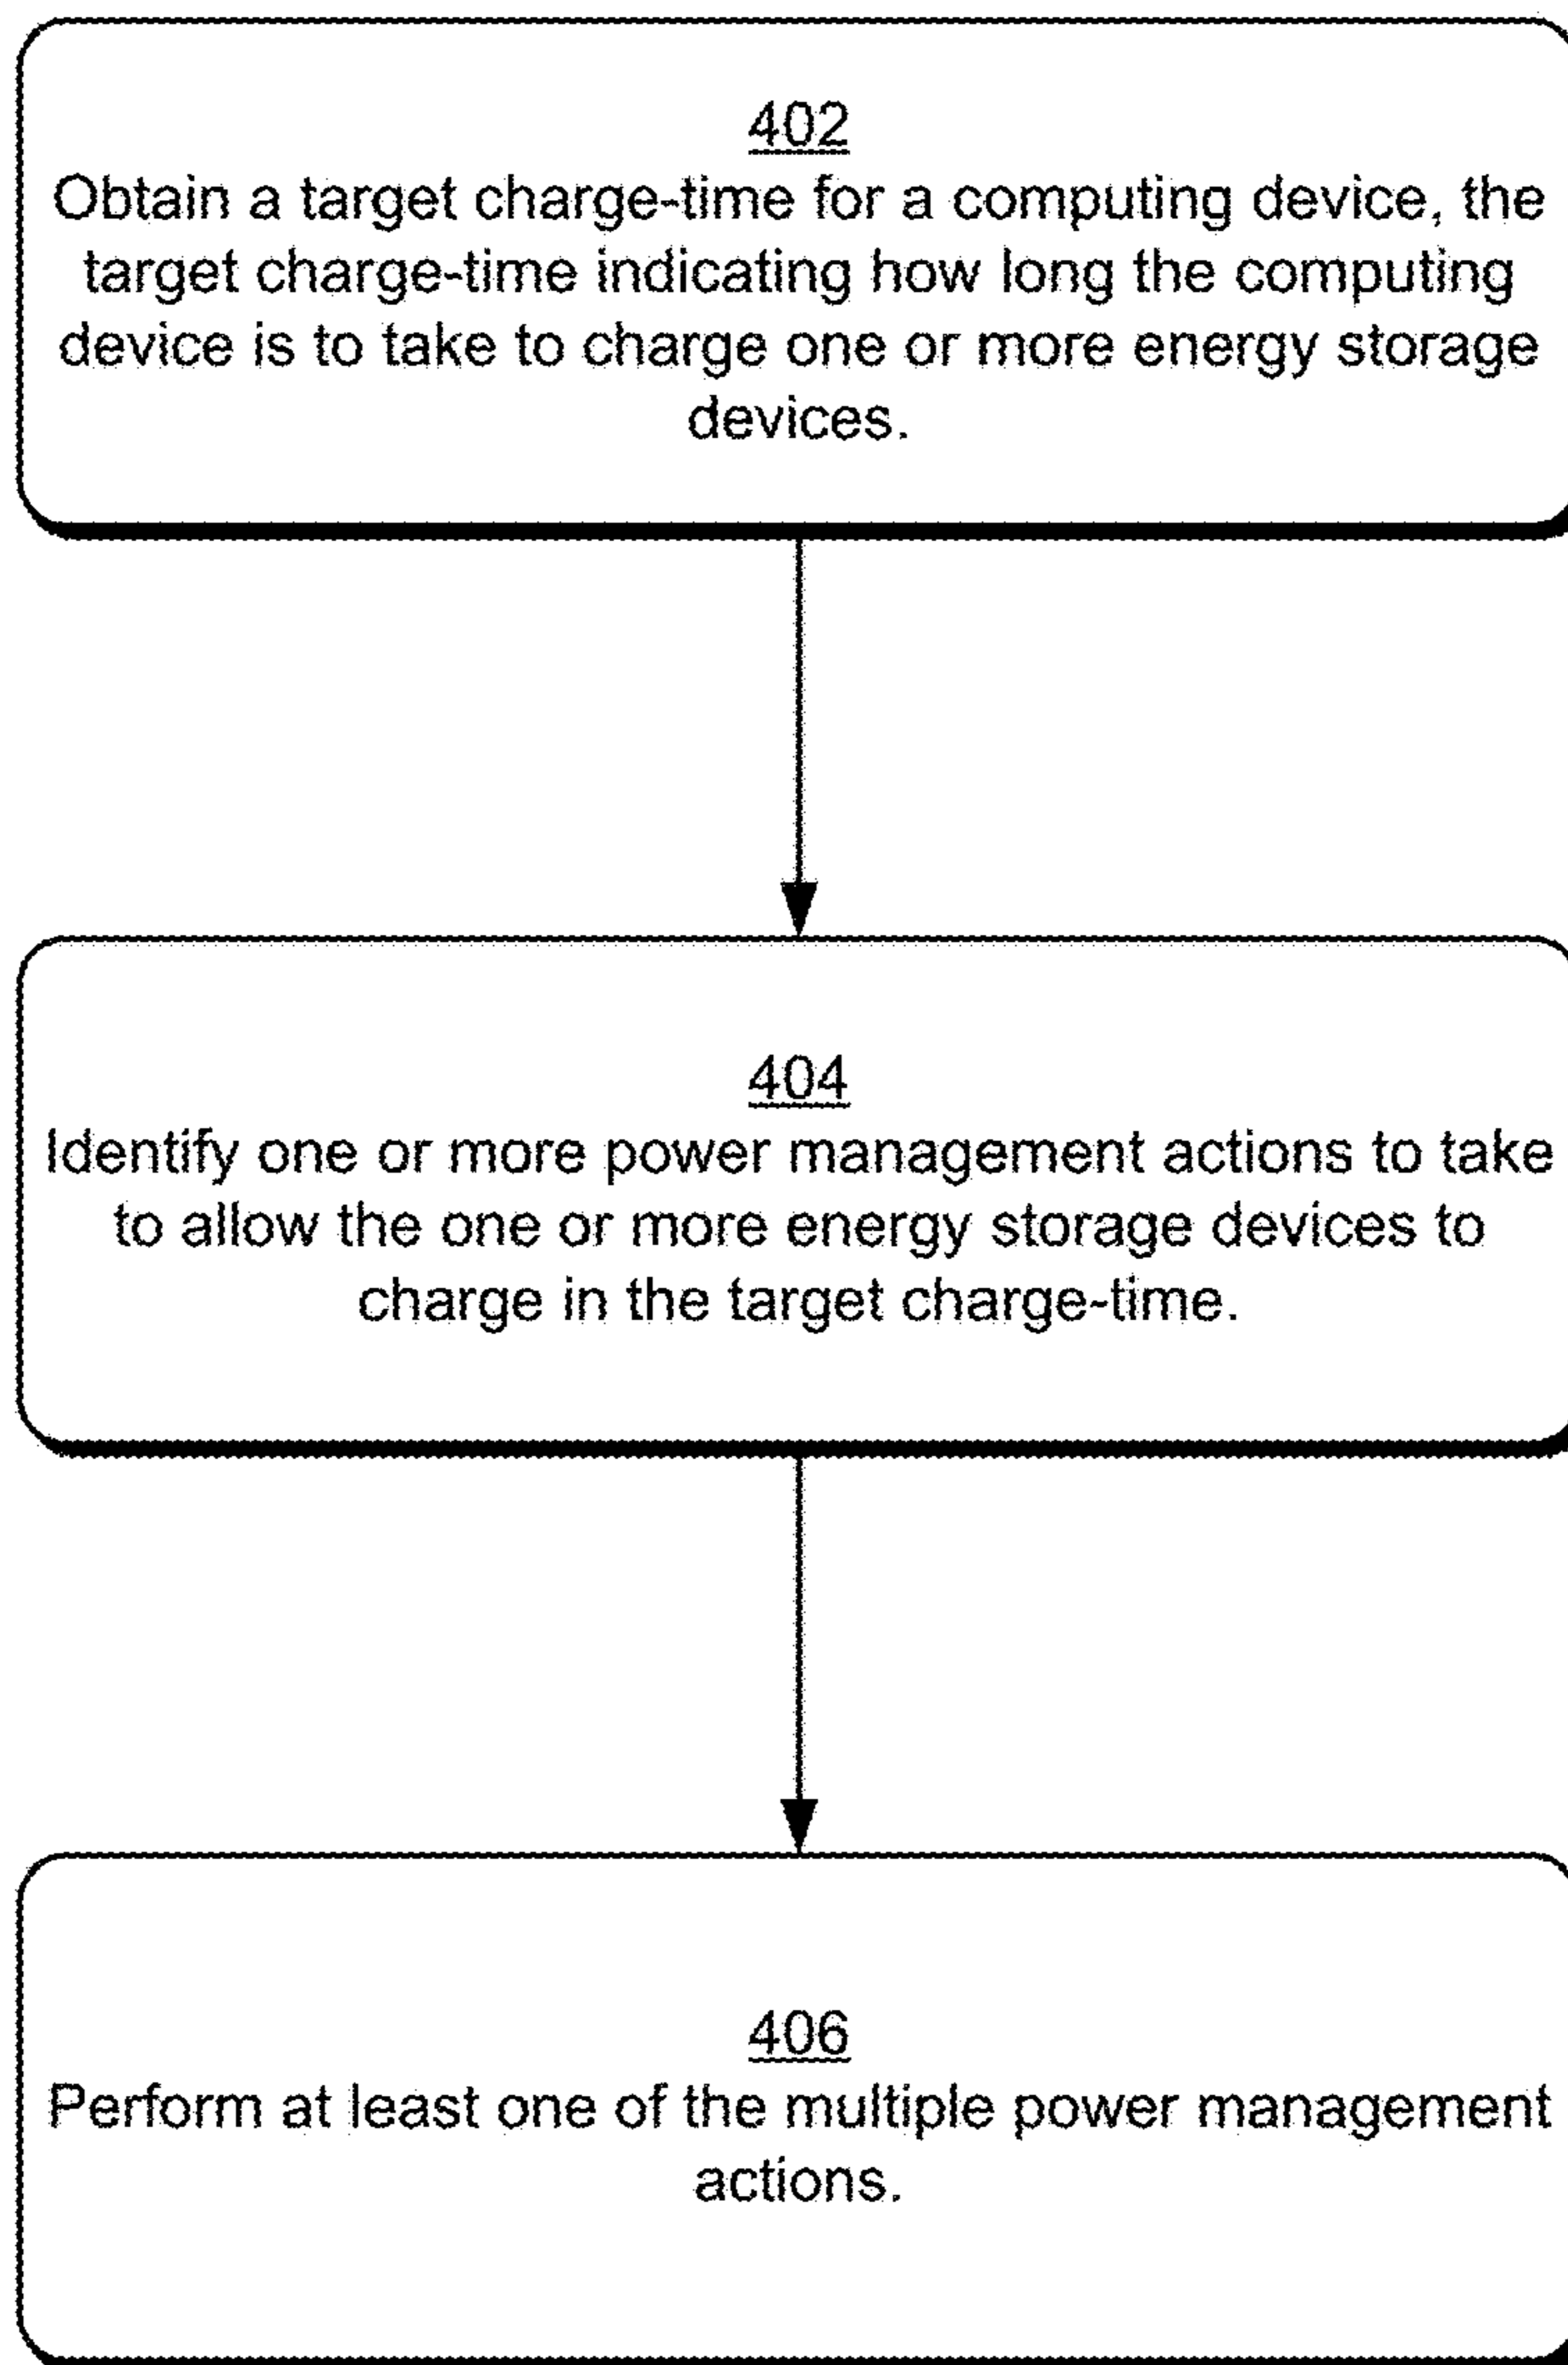 402
Obtain a target charge-time for a computing device, the
target charge-time indicating how long the computing
device is to take to charge one or more energy storage
devices.
404
Identify one or more power management actions to take
to allow the one or more energy storage devices to
charge in the target charge-time.
406
Perform at least one of the multiple power management
actions.